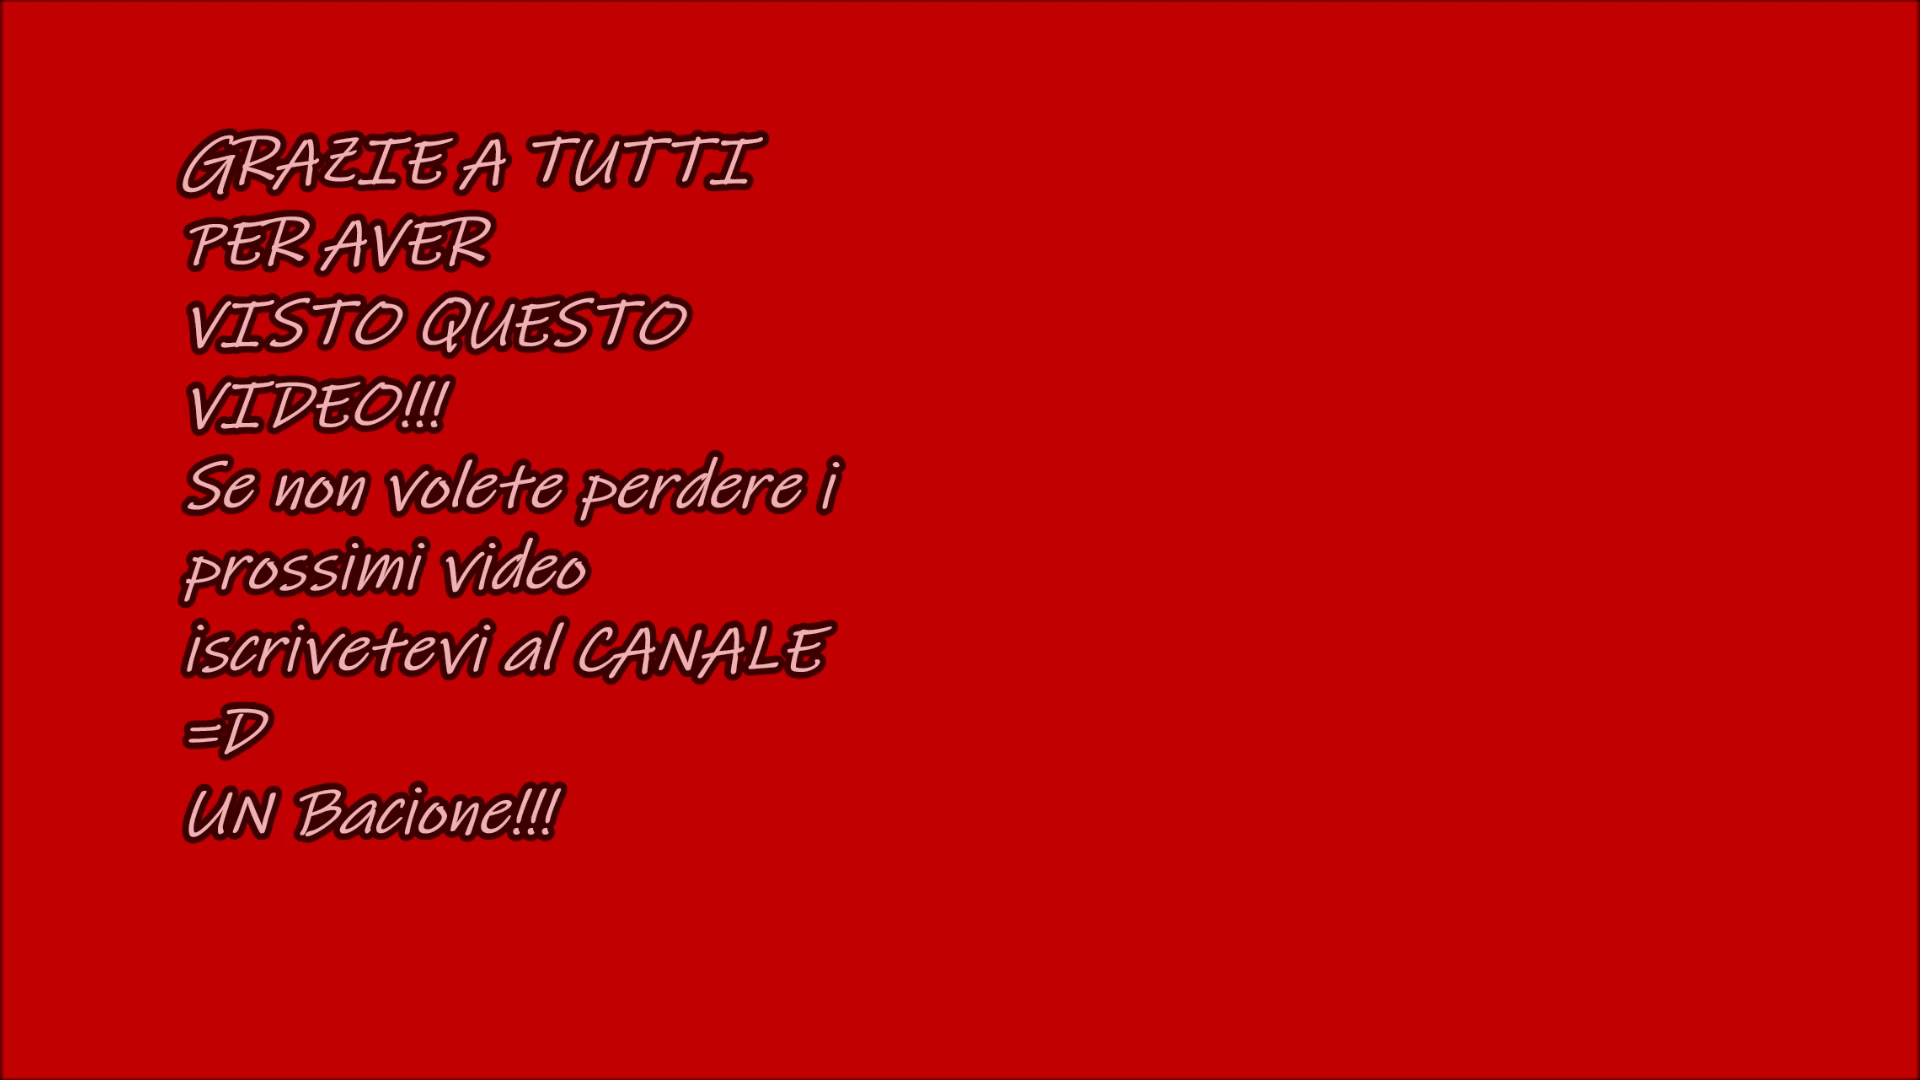 GRAZIE A TUTTI
PER AVER
VISTO QUESTO
VIDEO!!!
Se non volete perdere i
prossimi video
iscrivetevi al CANALE
=D
UN Bacione!!!